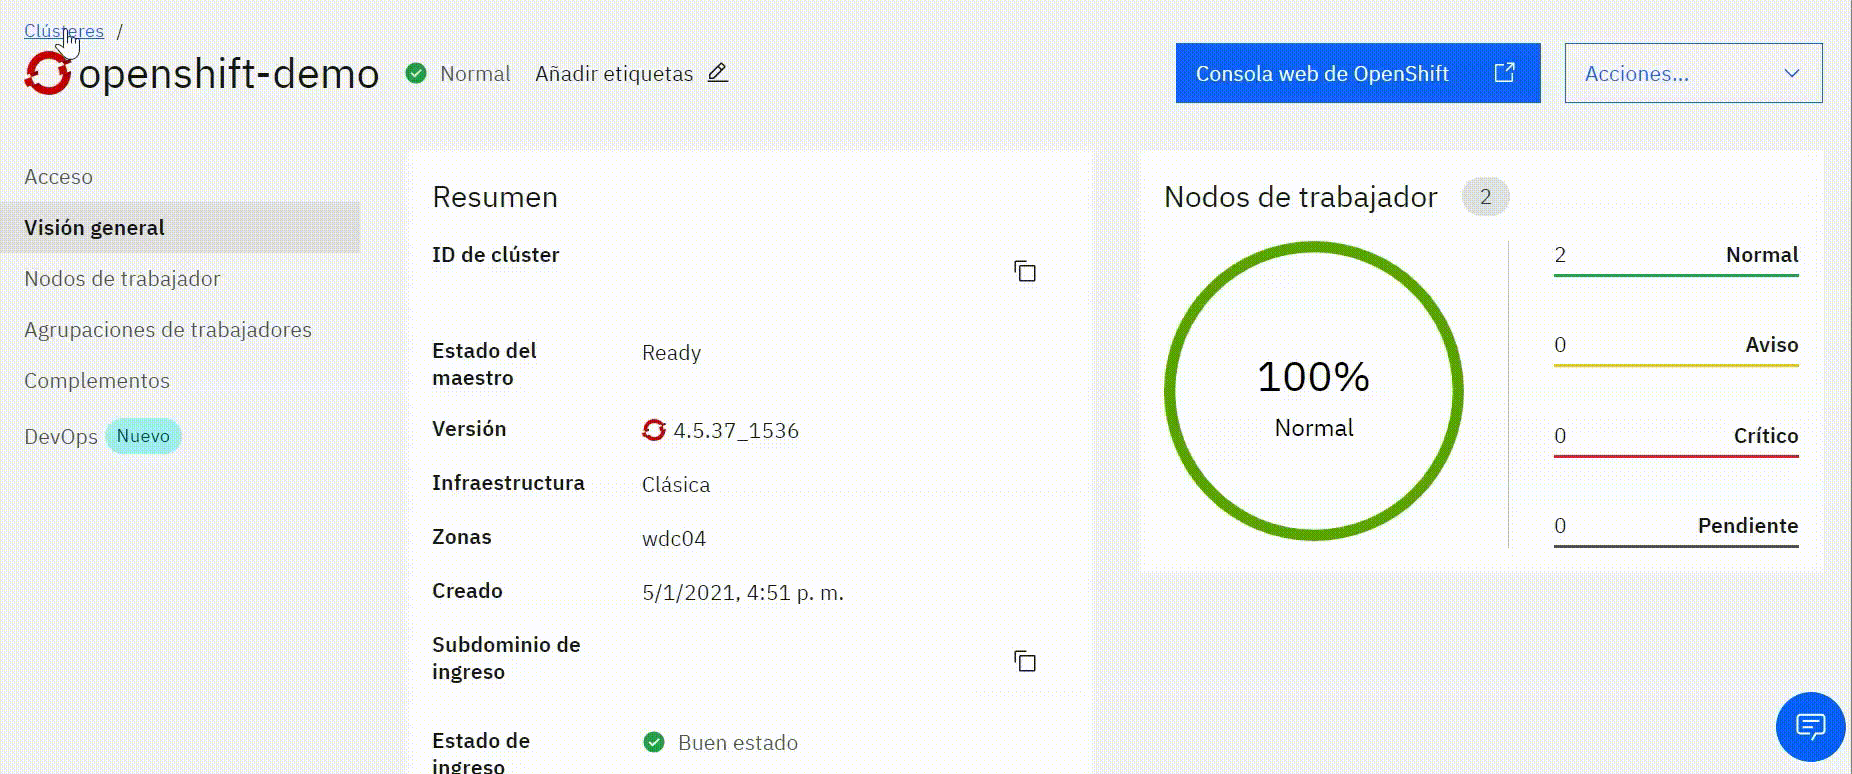 Clústeres /
openshift-demo Normal Añadir etiquetas
Consola web de OpenShift
Acciones...
Acceso
Visión general
Nodos de trabajador
Agrupaciones de trabajadores
Complementos
DevOps Nuevo
Resumen
ID de clúster
Estado del
maestro
Ready
Versión 4.5.37_1536
Infraestructura Clásica
Zonas wdc04
Creado 5/1/2021, 4:51 p. m.
Subdominio de
ingreso
Estado de
ingreso
Buen estado
Nodos de trabajador 2
100%
Normal
2 Normal
0 Aviso
0 Crítico
0 Pendiente